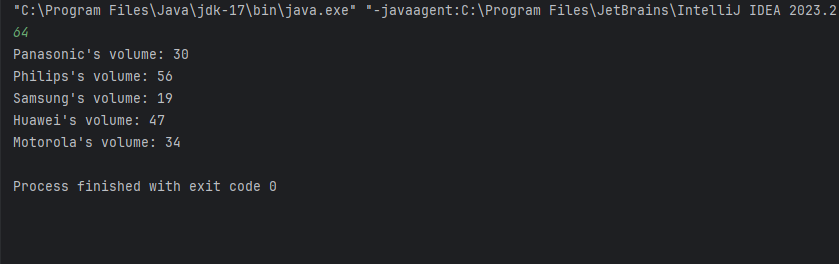 "C:\Program Files\Java\jdk-17\bin\java.exe" "-javaagent:C:\Program Files\JetBrains\IntelliJ IDEA 2023.2
64
Panasonic's volume: 30
Philips's volume: 56
Samsung's volume: 19
Huawei's volume: 47
Motorola's volume: 34
Process finished with exit code 0